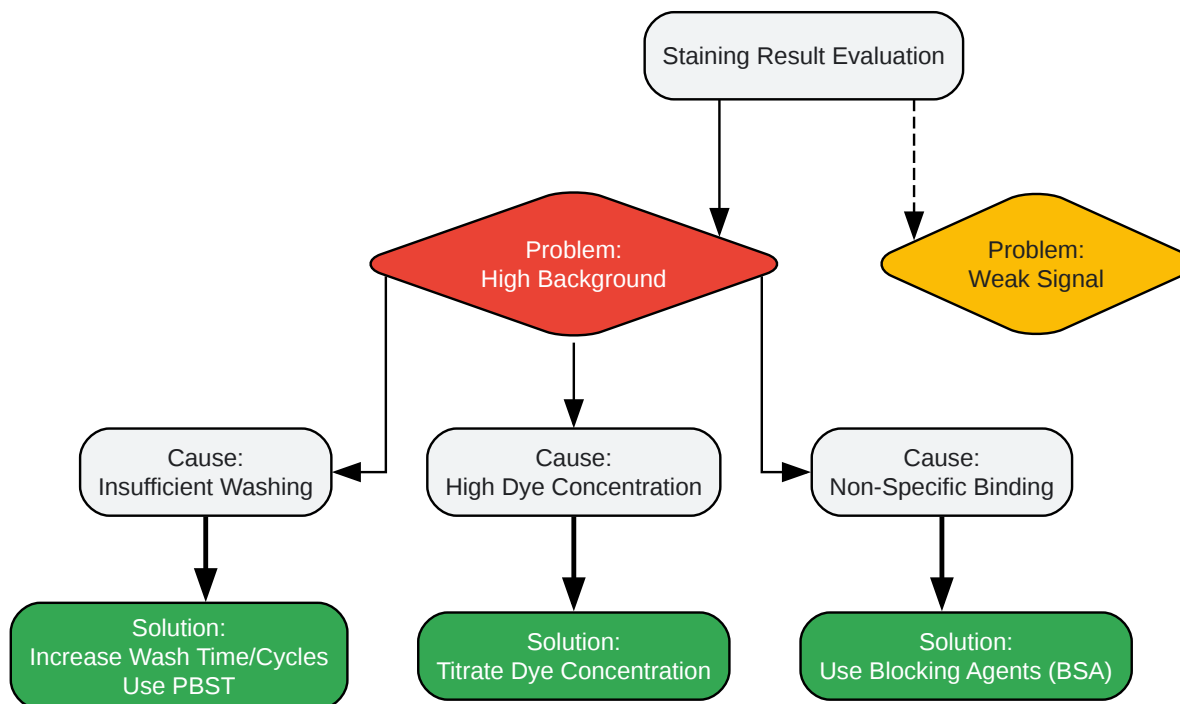 Staining Result Evaluation
Problem:
High Background
Problem:
Weak Signal
Cause:
Insufficient Washing
Cause:
High Dye Concentration
Cause:
Non-Specific Binding
Solution:
Increase Wash Time/Cycles
Use PBST
Solution:
Titrate Dye Concentration
Solution:
Use Blocking Agents (BSA)